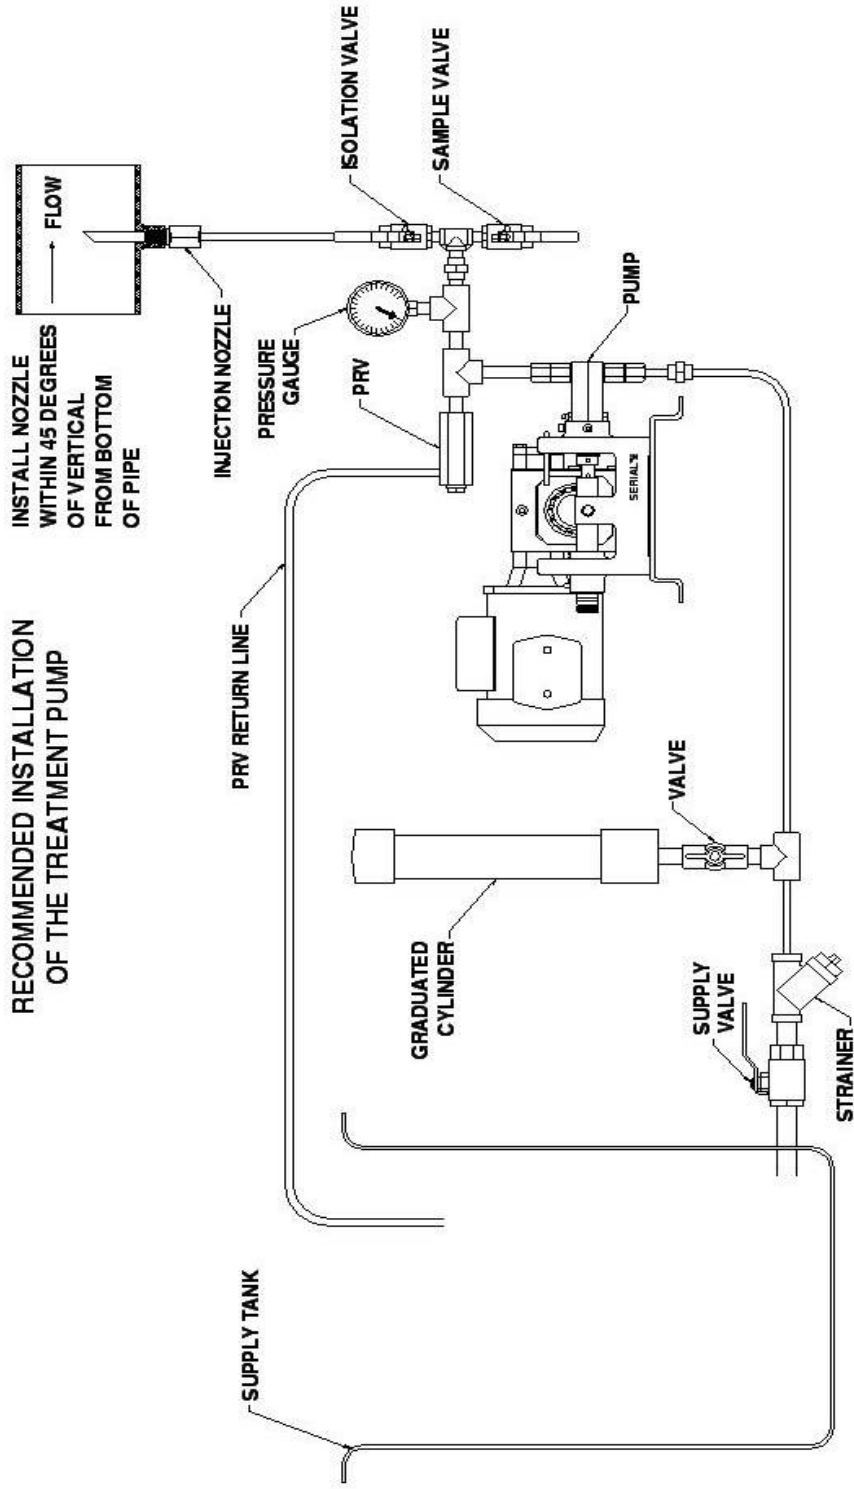 RECOMMENDED INSTALLATION
OF THE TREATMENT PUMP
INSTALL NOZZLE
WITHIN 45 DEGREES
OF VERTICAL
FROM BOTTOM
OF PIPE
FLOW
INJECTION NOZZLE
ISOLATION VALVE
SAMPLE VALVE
PRESSURE
GAUGE
PRV
PUMP
PRV RETURN LINE
SUPPLY TANK
GRADUATED
CYLINDER
VALVE
SUPPLY
VALVE
STRAINER
SERIAL